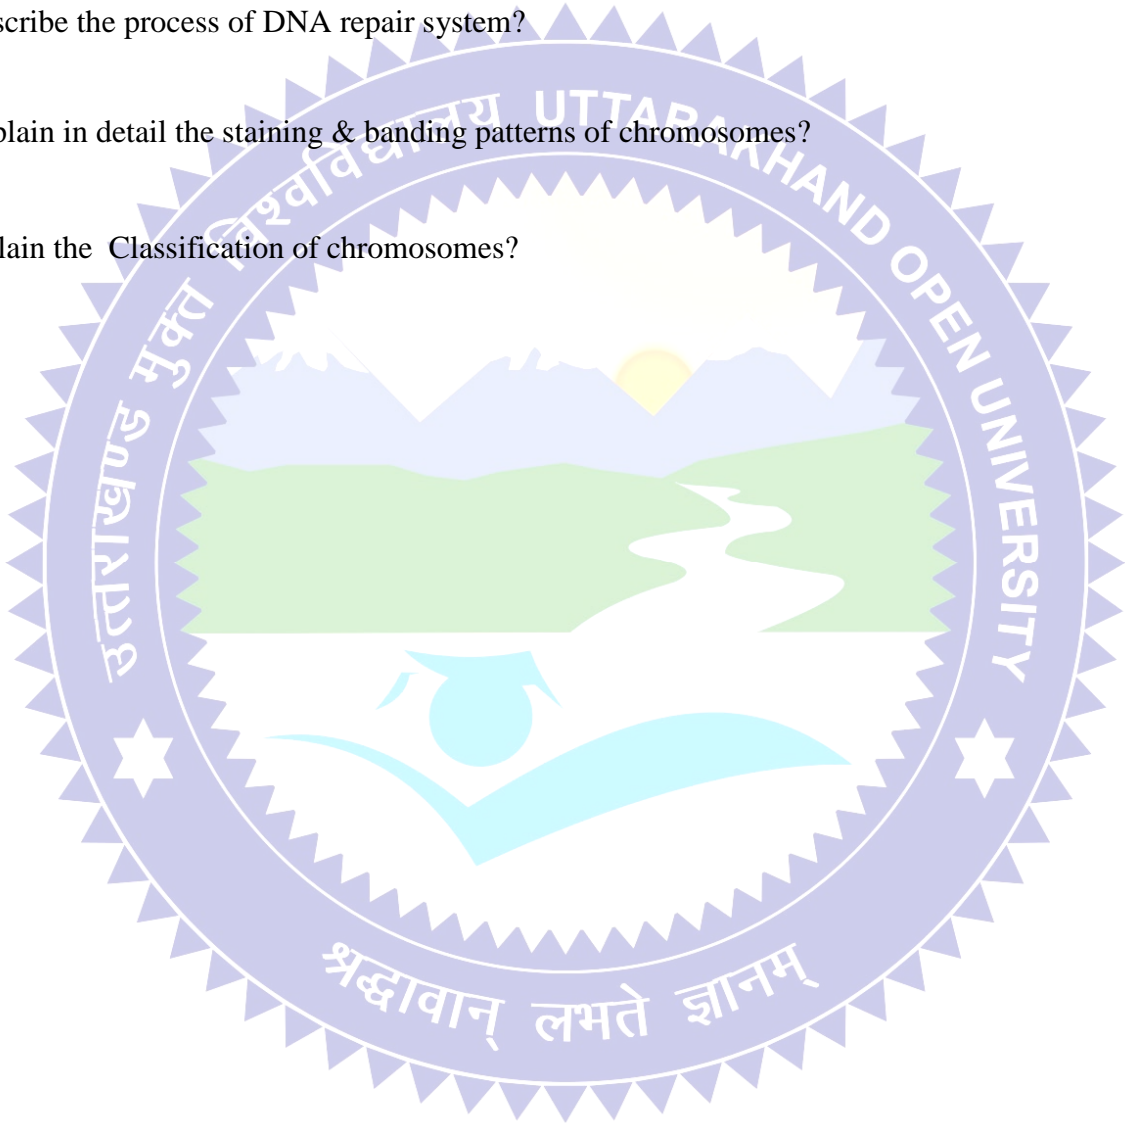 scribe the process of DNA repair system?
plain in detail the staining & banding patterns of chromosomes?
lain the Classification of chromosomes?
उत्तराखण्ड मुक्त विश्वविद्यालय
UTTARAKHAND OPEN UNIVERSITY
श्रद्धावान् लभते ज्ञानम्